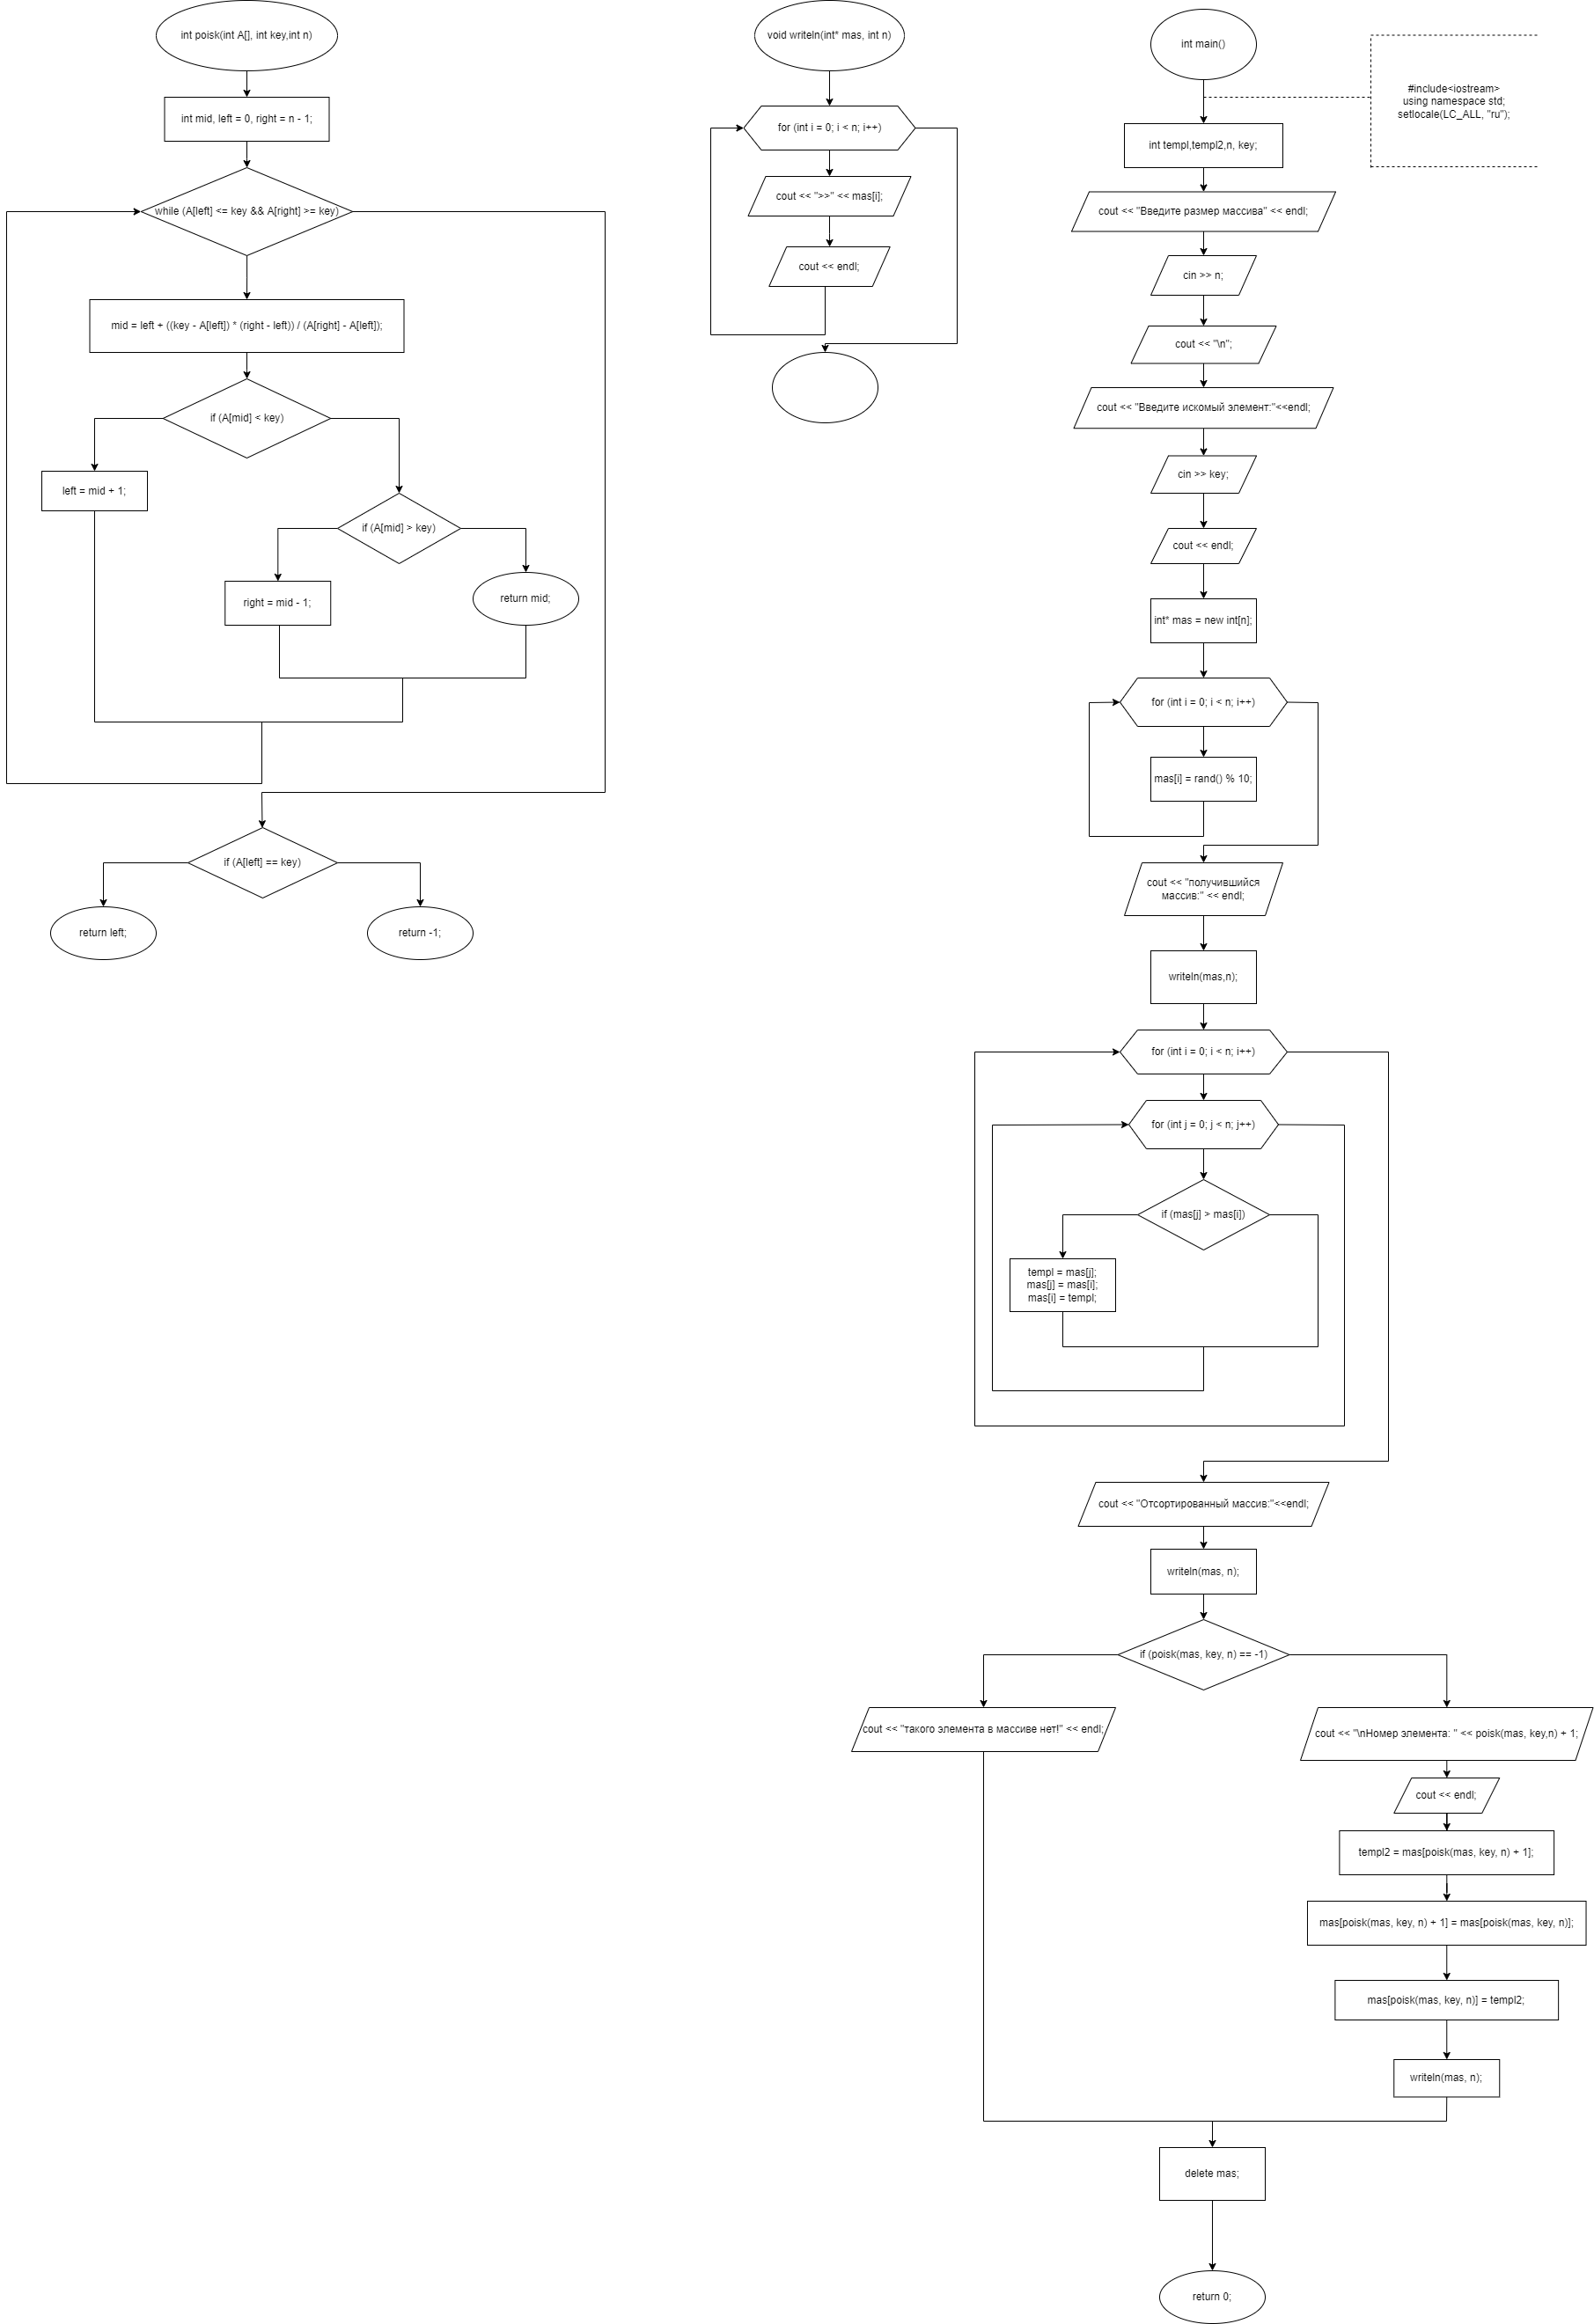 int poisk(int A[], int key,int n)
int mid, left = 0, right = n - 1;
while (A[left] <= key && A[right] >= key)
mid = left + ((key - A[left]) * (right - left)) / (A[right] - A[left]);
if (A[mid] < key)
left = mid + 1;
if (A[mid] > key)
right = mid - 1;
return mid;
if (A[left] == key)
return left;
return -1;
void writeln(int* mas, int n)
for (int i = 0; i < n; i++)
cout << ">>" << mas[i];
cout << endl;
int main()
#include<iostream>
using namespace std;
setlocale(LC_ALL, "ru");
int templ,templ2,n, key;
cout << "Введите размер массива" << endl;
cin >> n;
cout << "\n";
cout << "Введите искомый элемент:"<<endl;
cin >> key;
cout << endl;
int* mas = new int[n];
for (int i = 0; i < n; i++)
mas[i] = rand() % 10;
cout << "получившийся
массив:" << endl;
writeln(mas,n);
for (int i = 0; i < n; i++)
for (int j = 0; j < n; j++)
if (mas[j] > mas[i])
templ = mas[j];
mas[j] = mas[i];
mas[i] = templ;
cout << "Отсортированный массив:"<<endl;
writeln(mas, n);
if (poisk(mas, key, n) == -1)
cout << "такого элемента в массиве нет!" << endl;
cout << "\nНомер элемента: " << poisk(mas, key,n) + 1;
cout << endl;
templ2 = mas[poisk(mas, key, n) + 1];
mas[poisk(mas, key, n) + 1] = mas[poisk(mas, key, n)];
mas[poisk(mas, key, n)] = templ2;
writeln(mas, n);
delete mas;
return 0;